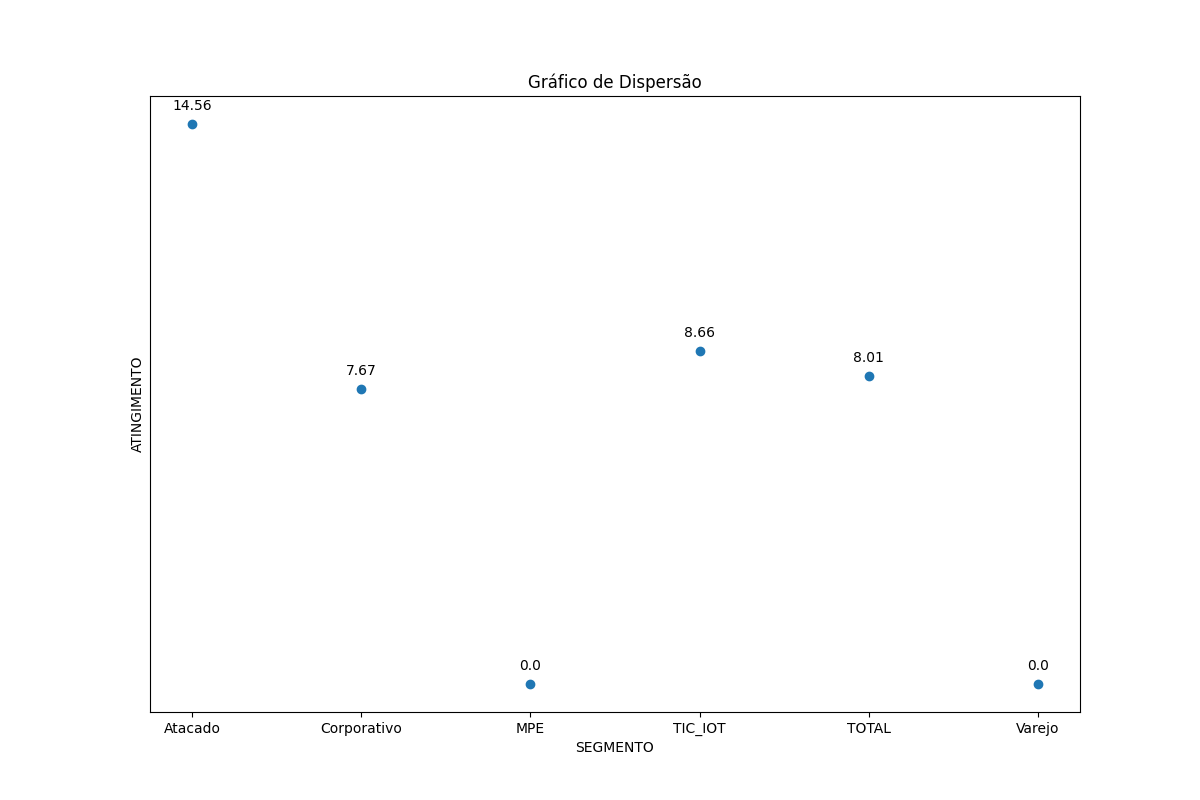 Gráfico de Dispersão
14.56
8.66
8.01
7.67
0.0
0.0
ATINGIMENTO
Atacado Corporativo MPE TIC_IOT TOTAL Varejo
SEGMENTO